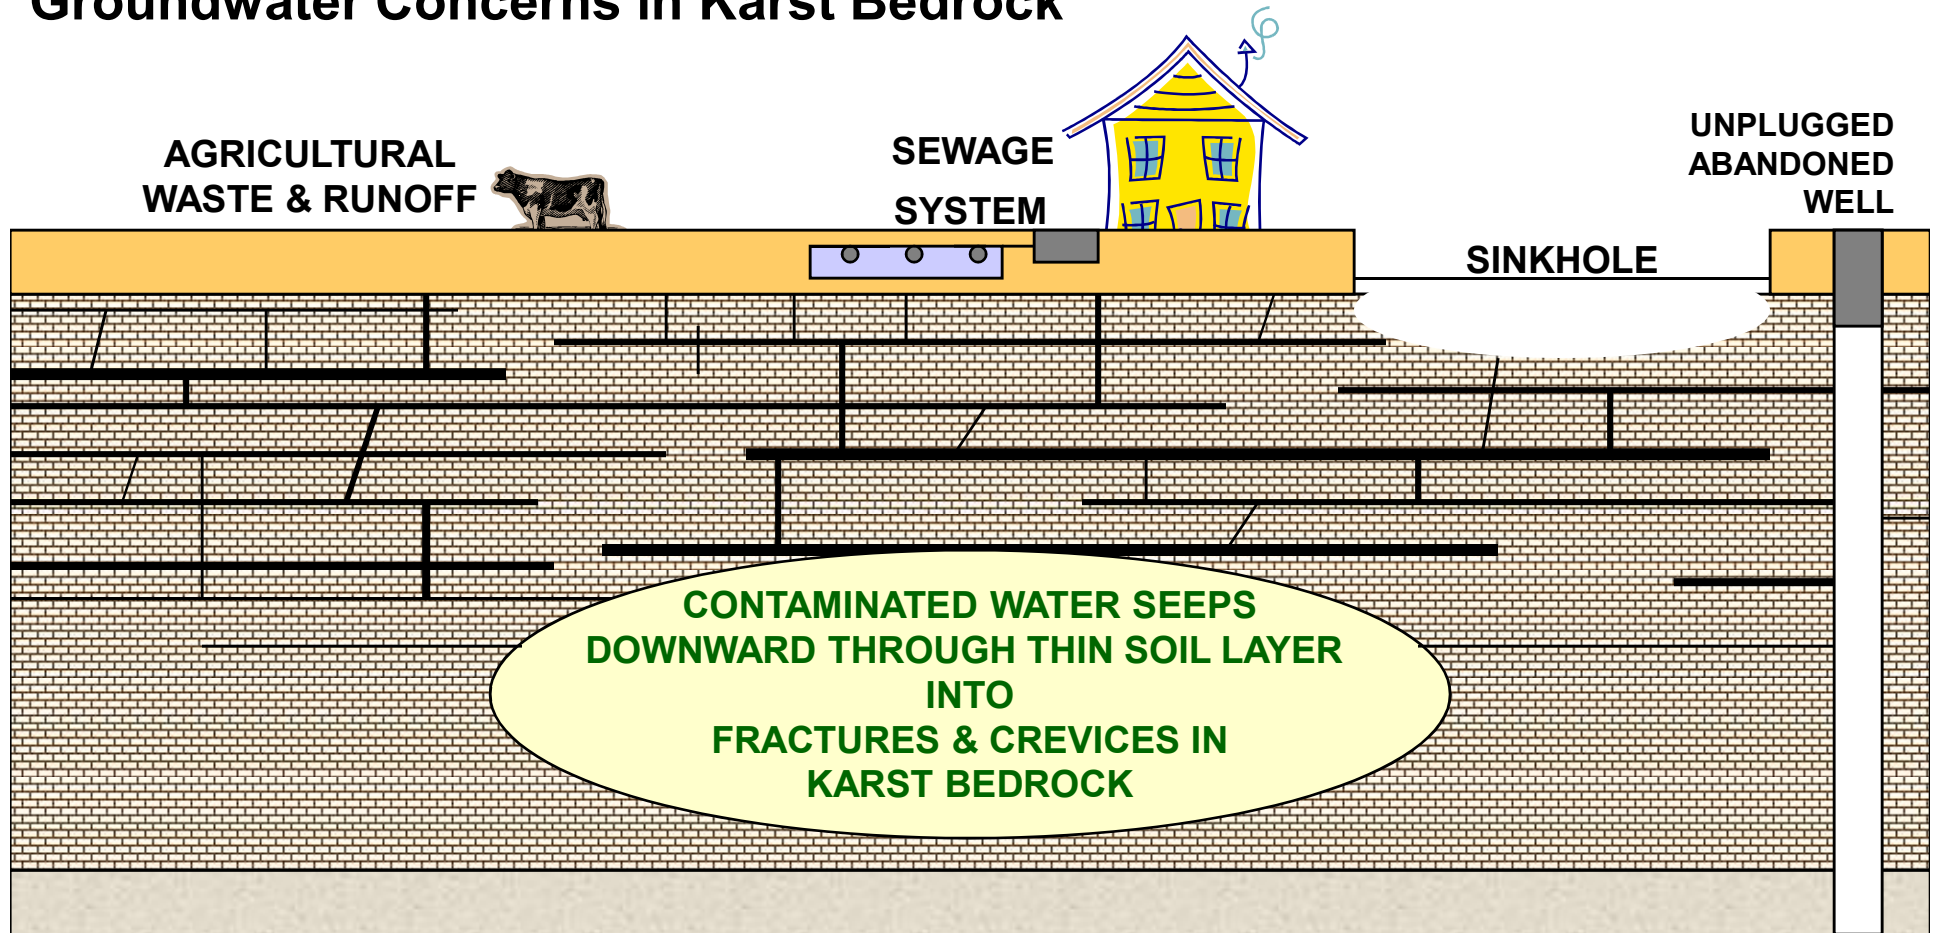 Groundwater Concerns in Karst Bedrock
AGRICULTURAL
WASTE & RUNOFF
SEWAGE
SYSTEM
UNPLUGGED
ABANDONED
WELL
SINKHOLE
CONTAMINATED WATER SEEPS
DOWNWARD THROUGH THIN SOIL LAYER
INTO
FRACTURES & CREVICES IN
KARST BEDROCK